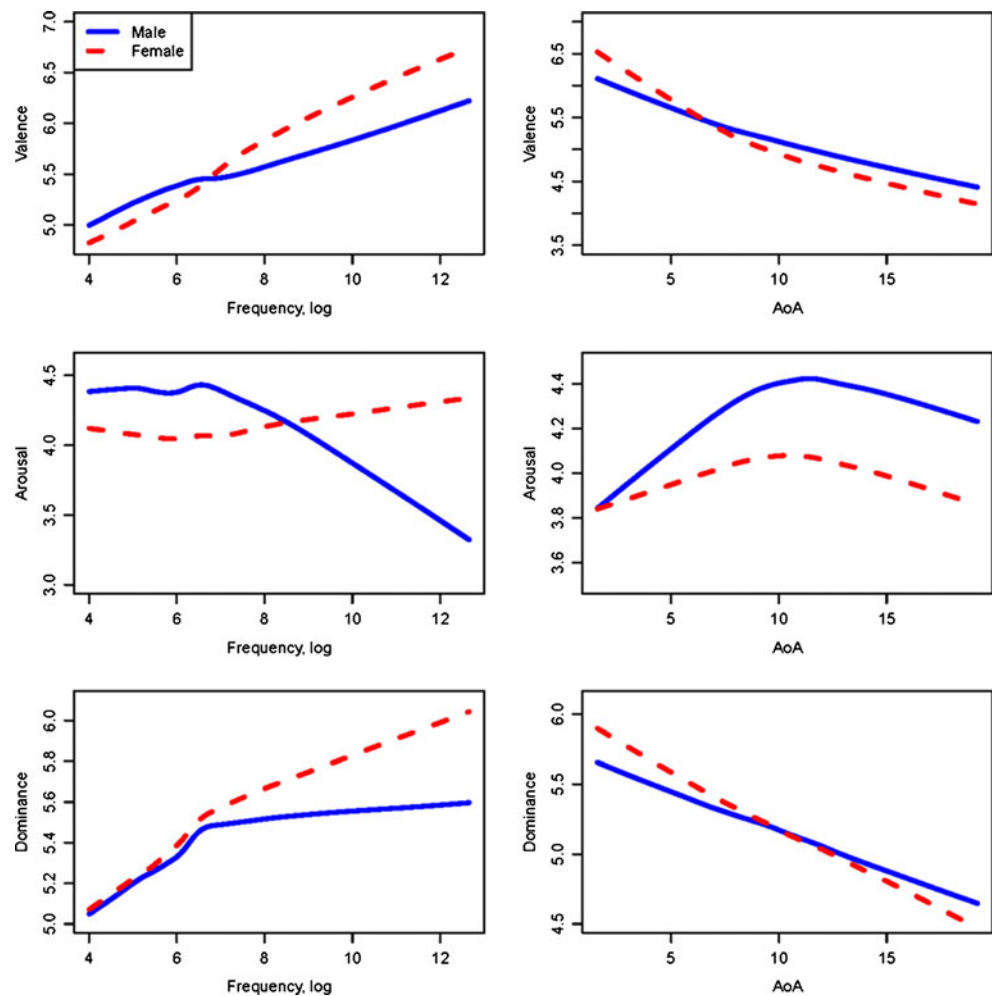 Male
Female
Valence
5.0 5.5 6.0 6.5 7.0
4 6 8 10 12
Frequency, log
Valence
3.5 4.5 5.5 6.5
5 10 15
AoA
Arousal
3.0 3.5 4.0 4.5
4 6 8 10 12
Frequency, log
Arousal
3.6 3.8 4.0 4.2 4.4
5 10 15
AoA
Dominance
5.0 5.2 5.4 5.6 5.8 6.0
4 6 8 10 12
Frequency, log
Dominance
4.5 5.0 5.5 6.0
5 10 15
AoA